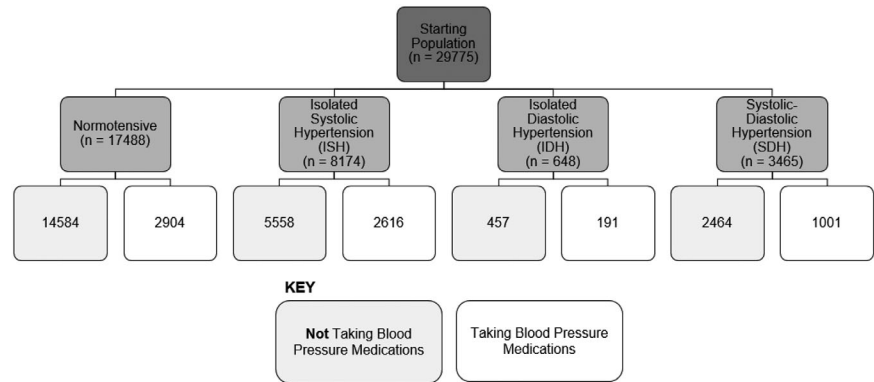 Starting
Population
(n = 29775)
Normotensive
(n = 17488)
Isolated
Systolic
Hypertension
(ISH)
(n = 8174)
Isolated
Diastolic
Hypertension
(IDH)
(n = 648)
Systolic-
Diastolic
Hypertension
(SDH)
(n = 3465)
14584
2904
5558
2616
457
191
2464
1001
KEY
Not Taking Blood
Pressure Medications
Taking Blood Pressure
Medications